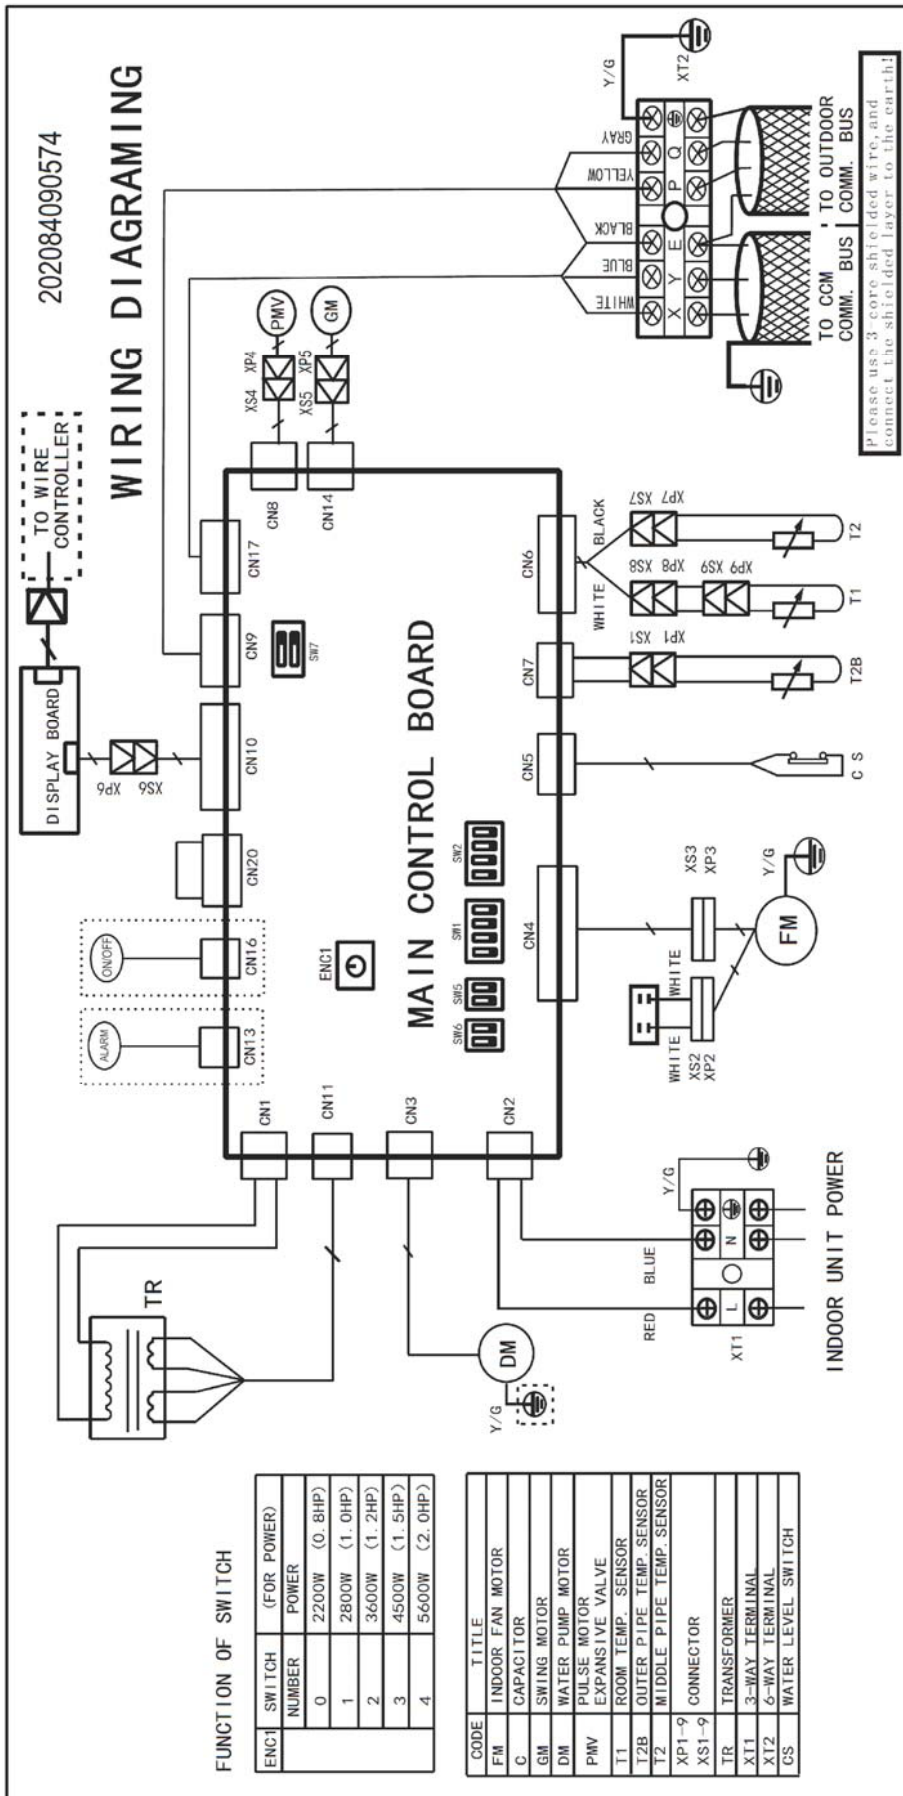 202084090574
WIRING DIAGRAMING
TO WIRE
CONTROLLER
DISPLAY BOARD
XP6
XS6
ALARM
ON/OFF
CN13
CN16
CN20
CN10
CN9
CN17
SW7
CN8
XS4
XP4
PMV
CN14
XS5
XP5
GM
TR
CN1
CN11
CN3
CN2
ENC1
MAIN CONTROL BOARD
SW6
SW5
SW1
SW2
CN4
CN5
CN7
CN6
DM
Y/G
RED
BLUE
Y/G
XT1
L
N
INDOOR UNIT POWER
WHITE
WHITE
XS2
XP2
XS3
XP3
FM
Y/G
C S
XS1
XP1
T2B
WHITE
BLACK
XS8
XP8
XS9
XP9
T1
XS7
XP7
T2
WHITE
BLUE
BLACK
YELLOW
GRAY
Y/G
X
Y
E
P
Q
XT2
TO CCM
COMM. BUS
TO OUTDOOR
COMM. BUS
Please use 3-core shielded wire, and
connect the shielded layer to the earth!
FUNCTION OF SWITCH
ENC1 SWITCH NUMBER (FOR POWER) POWER
0 2200W (0.8HP)
1 2800W (1.0HP)
2 3600W (1.2HP)
3 4500W (1.5HP)
4 5600W (2.0HP)
CODE TITLE
FM INDOOR FAN MOTOR
C CAPACITOR
GM SWING MOTOR
DM WATER PUMP MOTOR
PMV PULSE MOTOR
EXPANSIVE VALVE
T1 ROOM TEMP. SENSOR
T2B OUTER PIPE TEMP. SENSOR
T2 MIDDLE PIPE TEMP. SENSOR
XP1-9
XS1-9 CONNECTOR
TR TRANSFORMER
XT1 3-WAY TERMINAL
XT2 6-WAY TERMINAL
CS WATER LEVEL SWITCH